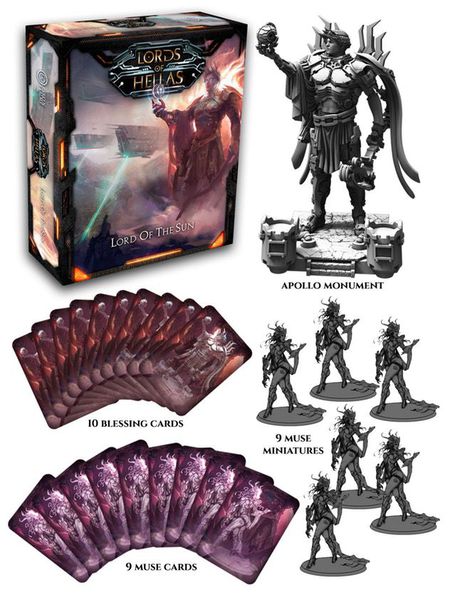 LORDS
OF
HELLAS
LORD OF THE SUN
APOLLO MONUMENT
10 BLESSING CARDS
9 MUSE
MINIATURES
9 MUSE CARDS